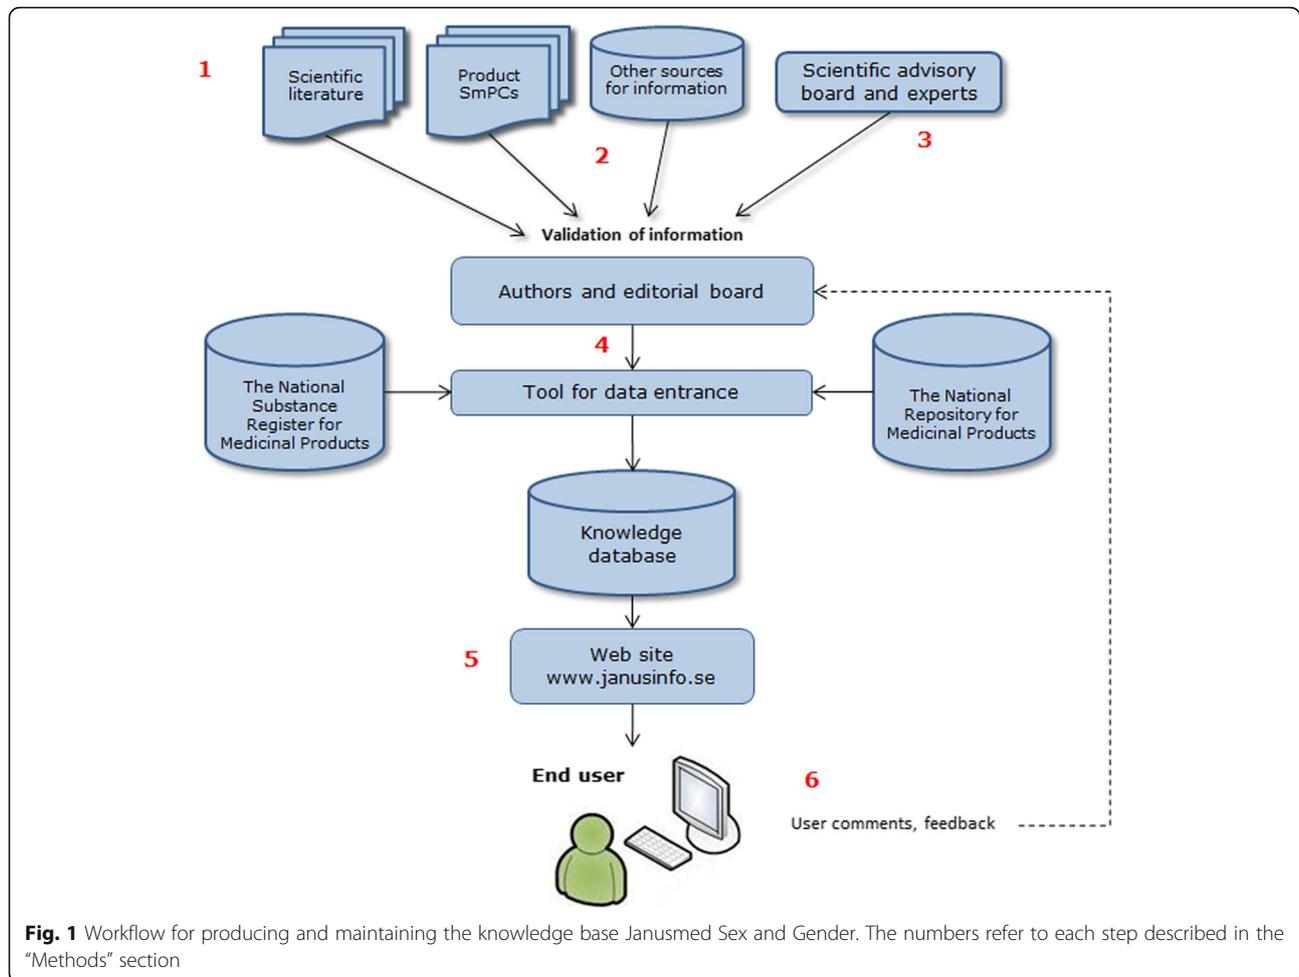 1
Scientific
literature
Product
SmPCs
Other sources
for information
Scientific advisory
board and experts
2
3
Validation of information
Authors and editorial board
4
The National
Substance
Register for
Medicinal Products
Tool for data entrance
The National
Repository for
Medicinal Products
Knowledge
database
5
Web site
www.janusinfo.se
End user
6
User comments, feedback
Fig. 1 Workflow for producing and maintaining the knowledge base Janusmed Sex and Gender. The numbers refer to each step described in the
“Methods” section